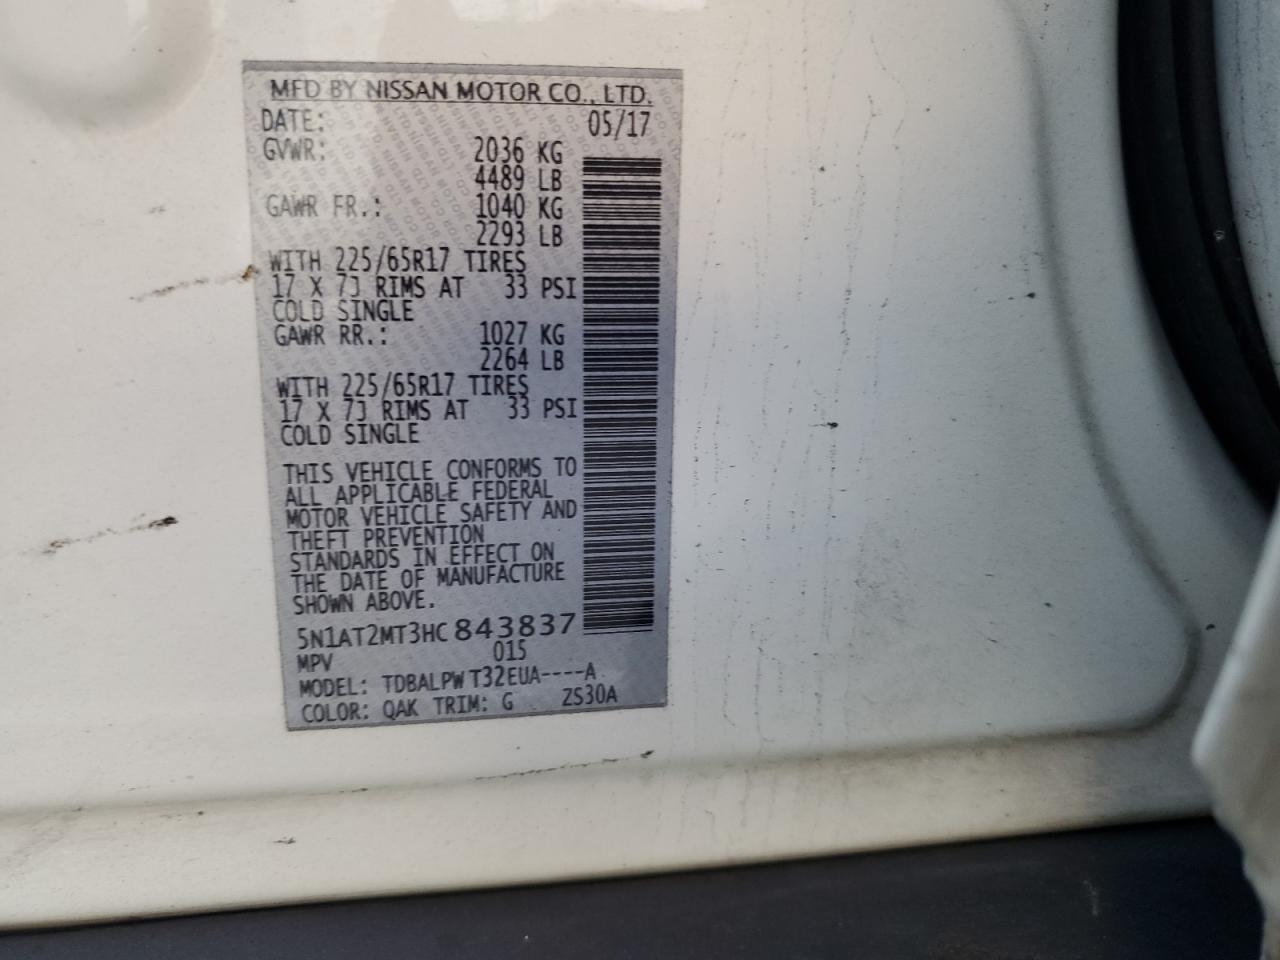 MFD BY NISSAN MOTOR CO., LTD.
DATE: 05/17
GVWR: 2036 KG
4489 LB
GAWR FR.: 1040 KG
2293 LB
WITH 225/65R17 TIRES
17 X 7J RIMS AT 33 PSI
COLD SINGLE
GAWR RR.: 1027 KG
2264 LB
WITH 225/65R17 TIRES
17 X 7J RIMS AT 33 PSI
COLD SINGLE
THIS VEHICLE CONFORMS TO
ALL APPLICABLE FEDERAL
MOTOR VEHICLE SAFETY AND
THEFT PREVENTION
STANDARDS IN EFFECT ON
THE DATE OF MANUFACTURE
SHOWN ABOVE.
5N1AT2MT3HC843837
MPV 015
MODEL: TDBALPW T32EUA----A
COLOR: QAK TRIM: G ZS30A